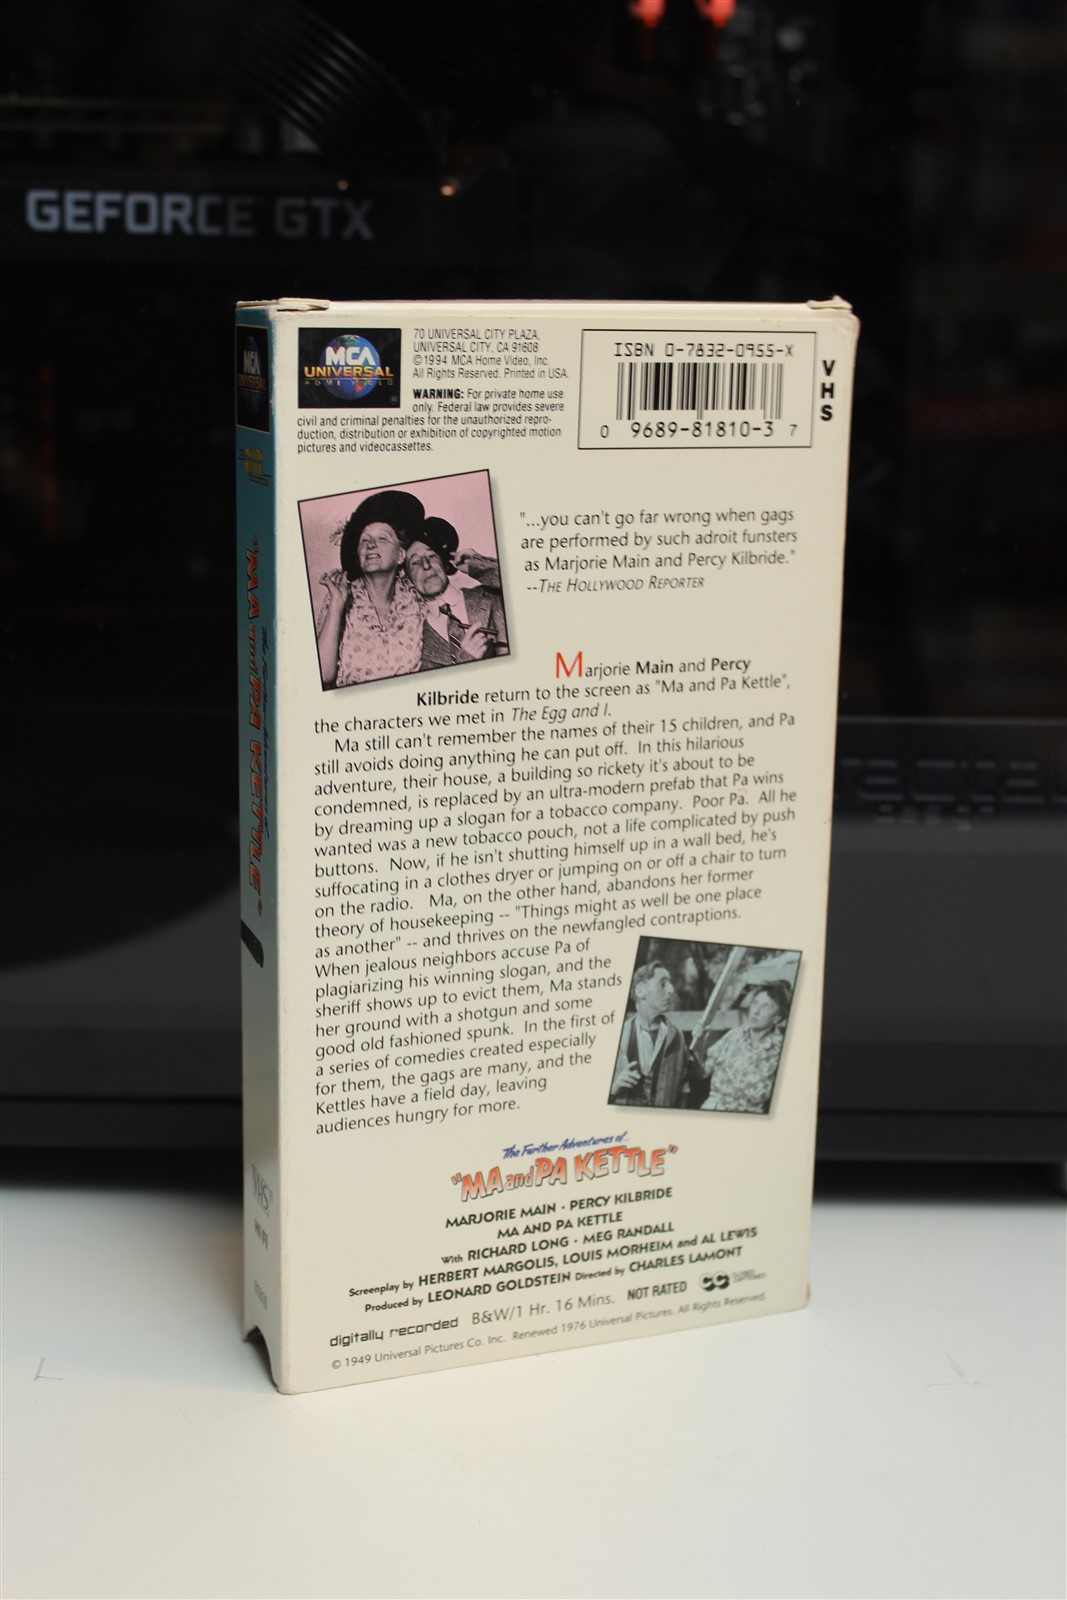 GEFORCE GTX
MCA
UNIVERSAL
HOME VIDEO
70 UNIVERSAL CITY PLAZA,
UNIVERSAL CITY, CA 91608
©1994 MCA Home Video, Inc.
All Rights Reserved. Printed in USA.
WARNING: For private home use
only. Federal law provides severe
civil and criminal penalties for the unauthorized repro-
duction, distribution or exhibition of copyrighted motion
pictures and videocassettes.
ISBN 0-7832-0955-X
0 9689-81810-3 7
VHS
"...you can't go far wrong when gags
are performed by such adroit funsters
as Marjorie Main and Percy Kilbride."
--THE HOLLYWOOD REPORTER
Marjorie Main and Percy
Kilbride return to the screen as "Ma and Pa Kettle",
the characters we met in The Egg and I.
Ma still can't remember the names of their 15 children, and Pa
still avoids doing anything he can put off. In this hilarious
adventure, their house, a building so rickety it's about to be
condemned, is replaced by an ultra-modern prefab that Pa wins
by dreaming up a slogan for a tobacco company. Poor Pa. All he
wanted was a new tobacco pouch, not a life complicated by push
buttons. Now, if he isn't shutting himself up in a wall bed, he's
suffocating in a clothes dryer or jumping on or off a chair to turn
on the radio. Ma, on the other hand, abandons her former
theory of housekeeping -- "Things might as well be one place
as another" -- and thrives on the newfangled contraptions.
When jealous neighbors accuse Pa of
plagiarizing his winning slogan, and the
sheriff shows up to evict them, Ma stands
her ground with a shotgun and some
good old fashioned spunk. In the first of
a series of comedies created especially
for them, the gags are many, and the
Kettles have a field day, leaving
audiences hungry for more.
The Further Adventures of...
"MA and PA KETTLE"
MARJORIE MAIN · PERCY KILBRIDE
MA AND PA KETTLE
With RICHARD LONG · MEG RANDALL
Screenplay by HERBERT MARGOLIS, LOUIS MORHEIM and AL LEWIS
Produced by LEONARD GOLDSTEIN Directed by CHARLES LAMONT
digitally recorded B&W/1 Hr. 16 Mins. NOT RATED
© 1949 Universal Pictures Co. Inc. Renewed 1976 Universal Pictures. All Rights Reserved.
MCA
UNIVERSAL
The Further Adventures of...
"MA and PA KETTLE"
VHS
HI-FI